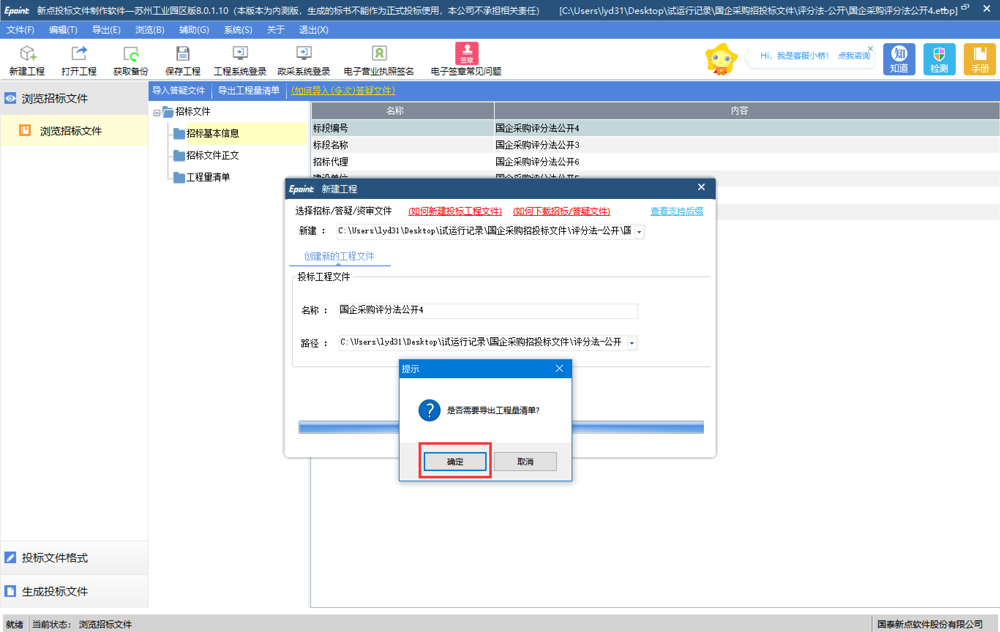 Epoint 新点投标文件制作软件—苏州工业园区版8.0.1.10（本版本为内测版，生成的标书不能作为正式投标使用，本公司不承担相关责任） [C:\Users\lyd31\Desktop\试运行记录\国企采购招投标文件\评分法-公开\国企采购评分法公开4.etbp]
文件(F) 编辑(T) 导出(E) 浏览(B) 辅助(G) 系统(S) 关于 退出(X)
新建工程 打开工程 获取备份 保存工程 工程系统登录 政采系统登录 电子营业执照签名 签章 电子签章常见问题
Hi，我是客服小桥！ 点我咨询
知 知道 检测 手册
浏览招标文件
浏览招标文件
导入答疑文件 导出工程量清单 (如何导入(多次)答疑文件)
招标文件
招标基本信息
招标文件正文
工程量清单
名称 内容
标段编号 国企采购评分法公开4
标段名称 国企采购评分法公开3
招标代理 国企采购评分法公开6
建设单位 国企采购评分法公开5
Epoint 新建工程
选择招标/答疑/资审文件 (如何新建投标工程文件) (如何下载招标/答疑文件) 查看支持后缀
新建： C:\Users\lyd31\Desktop\试运行记录\国企采购招投标文件\评分法-公开\国
创建新的工程文件
投标工程文件
名称： 国企采购评分法公开4
路径： C:\Users\lyd31\Desktop\试运行记录\国企采购招投标文件\评分法-公开
提示
是否需要导出工程量清单?
确定 取消
投标文件格式
生成投标文件
就绪 当前状态： 浏览招标文件 国泰新点软件股份有限公司